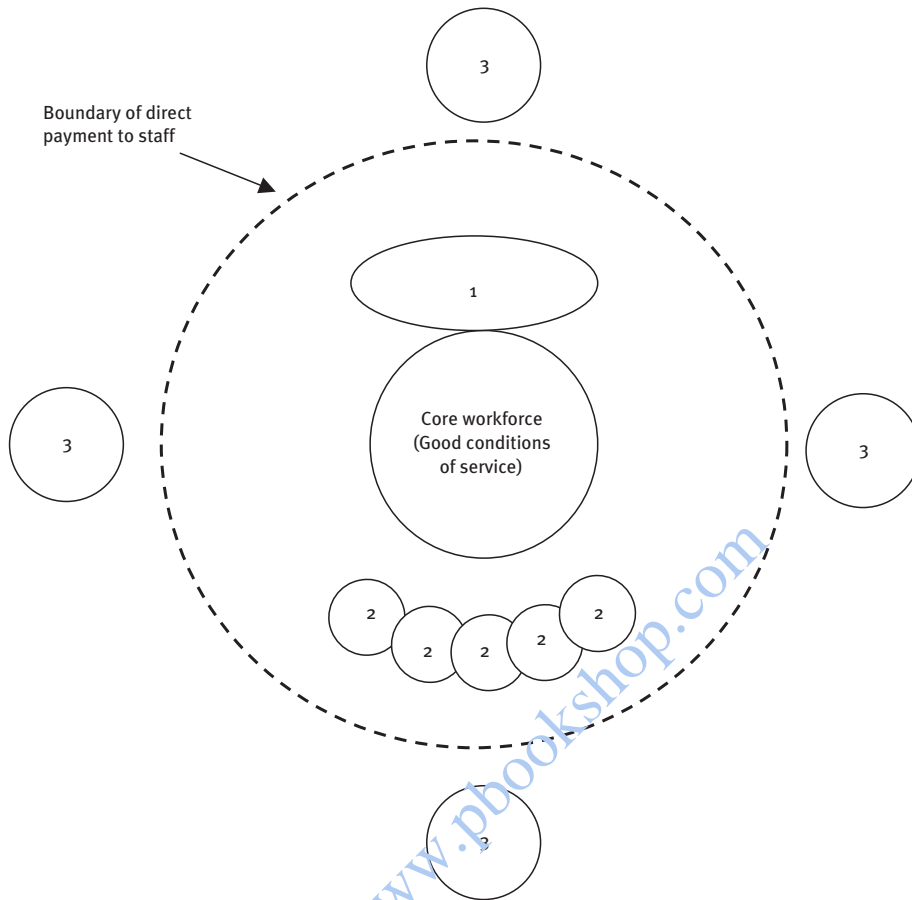 3
Boundary of direct
payment to staff
1
Core workforce
(Good conditions
of service)
3
3
2
2
2
2
2
3
www.pbookshop.com